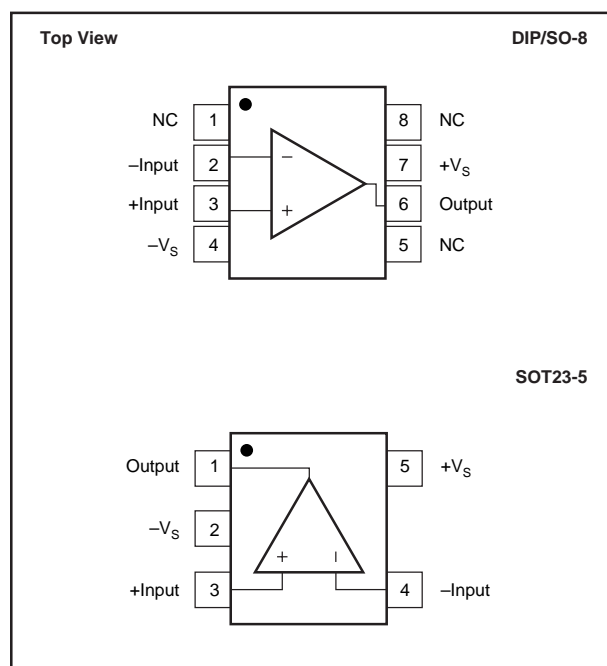 Top View DIP/SO-8
NC 1 8 NC
–Input 2 – 7 +VS
+Input 3 + 6 Output
–VS 4 5 NC
SOT23-5
Output 1 5 +VS
–VS 2
+Input 3 + – 4 –Input